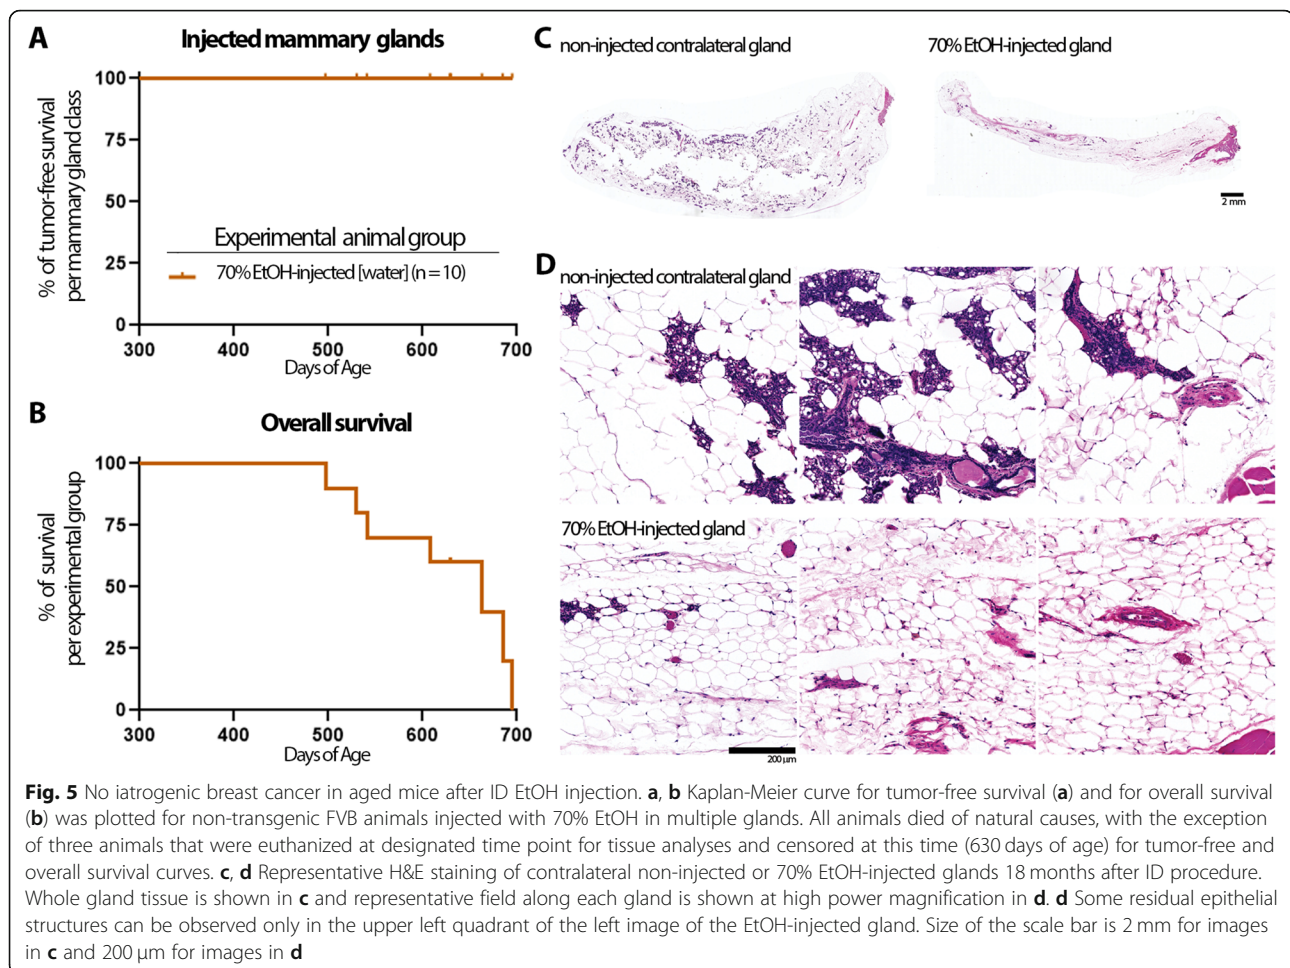 A
Injected mammary glands
% of tumor-free survival
per mammary gland class
100
75
50
25
0
Experimental animal group
70% EtOH-injected [water] (n = 10)
300 400 500 600 700
Days of Age
B
Overall survival
% of survival
per experimental group
100
75
50
25
0
300 400 500 600 700
Days of Age
C
non-injected contralateral gland
70% EtOH-injected gland
2 mm
D
non-injected contralateral gland
70% EtOH-injected gland
200 µm
Fig. 5 No iatrogenic breast cancer in aged mice after ID EtOH injection. a, b Kaplan-Meier curve for tumor-free survival (a) and for overall survival
(b) was plotted for non-transgenic FVB animals injected with 70% EtOH in multiple glands. All animals died of natural causes, with the exception
of three animals that were euthanized at designated time point for tissue analyses and censored at this time (630 days of age) for tumor-free and
overall survival curves. c, d Representative H&E staining of contralateral non-injected or 70% EtOH-injected glands 18 months after ID procedure.
Whole gland tissue is shown in c and representative field along each gland is shown at high power magnification in d. d Some residual epithelial
structures can be observed only in the upper left quadrant of the left image of the EtOH-injected gland. Size of the scale bar is 2 mm for images
in c and 200 µm for images in d